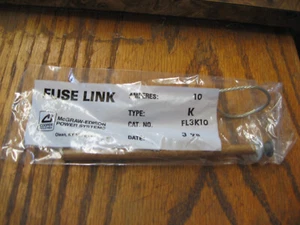 FUSE LINK
AMPERES: 10
TYPE: K
McGRAW-EDISON
POWER SYSTEMS
CAT. NO. FL3K10
DATE: